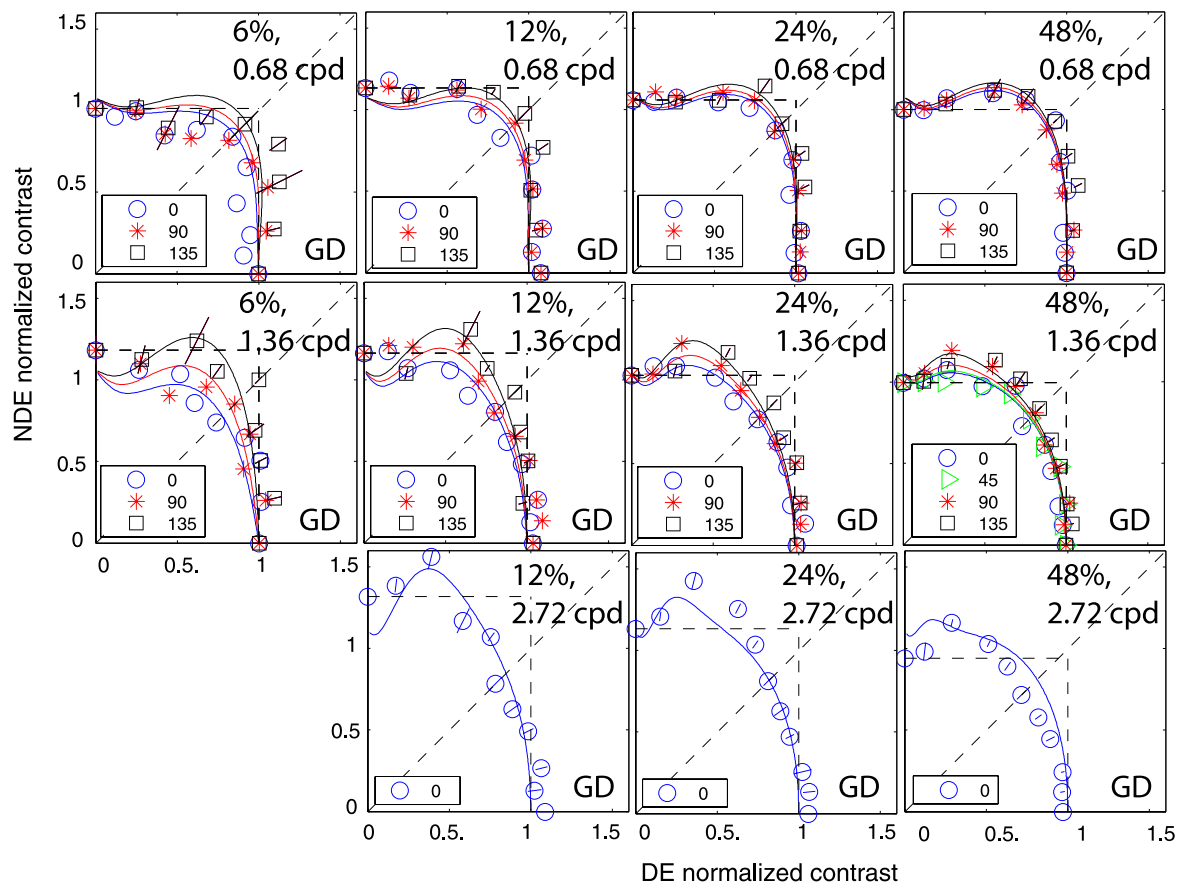 1.5
1
0.5
0
6%,
0.68 cpd
0
90
135
GD
12%,
0.68 cpd
0
90
135
GD
24%,
0.68 cpd
0
90
135
GD
48%,
0.68 cpd
0
90
135
GD
NDE normalized contrast
1.5
1
0.5
0
6%,
1.36 cpd
0
90
135
GD
0
0.5.
1
12%,
1.36 cpd
0
90
135
GD
24%,
1.36 cpd
0
90
135
GD
48%,
1.36 cpd
0
45
90
135
GD
1.5
1
0.5
0
12%,
2.72 cpd
0
GD
0
0.5.
1
1.5
24%,
2.72 cpd
0
GD
0
0.5.
1
1.5
48%,
2.72 cpd
0
GD
0
0.5.
1
1.5
DE normalized contrast